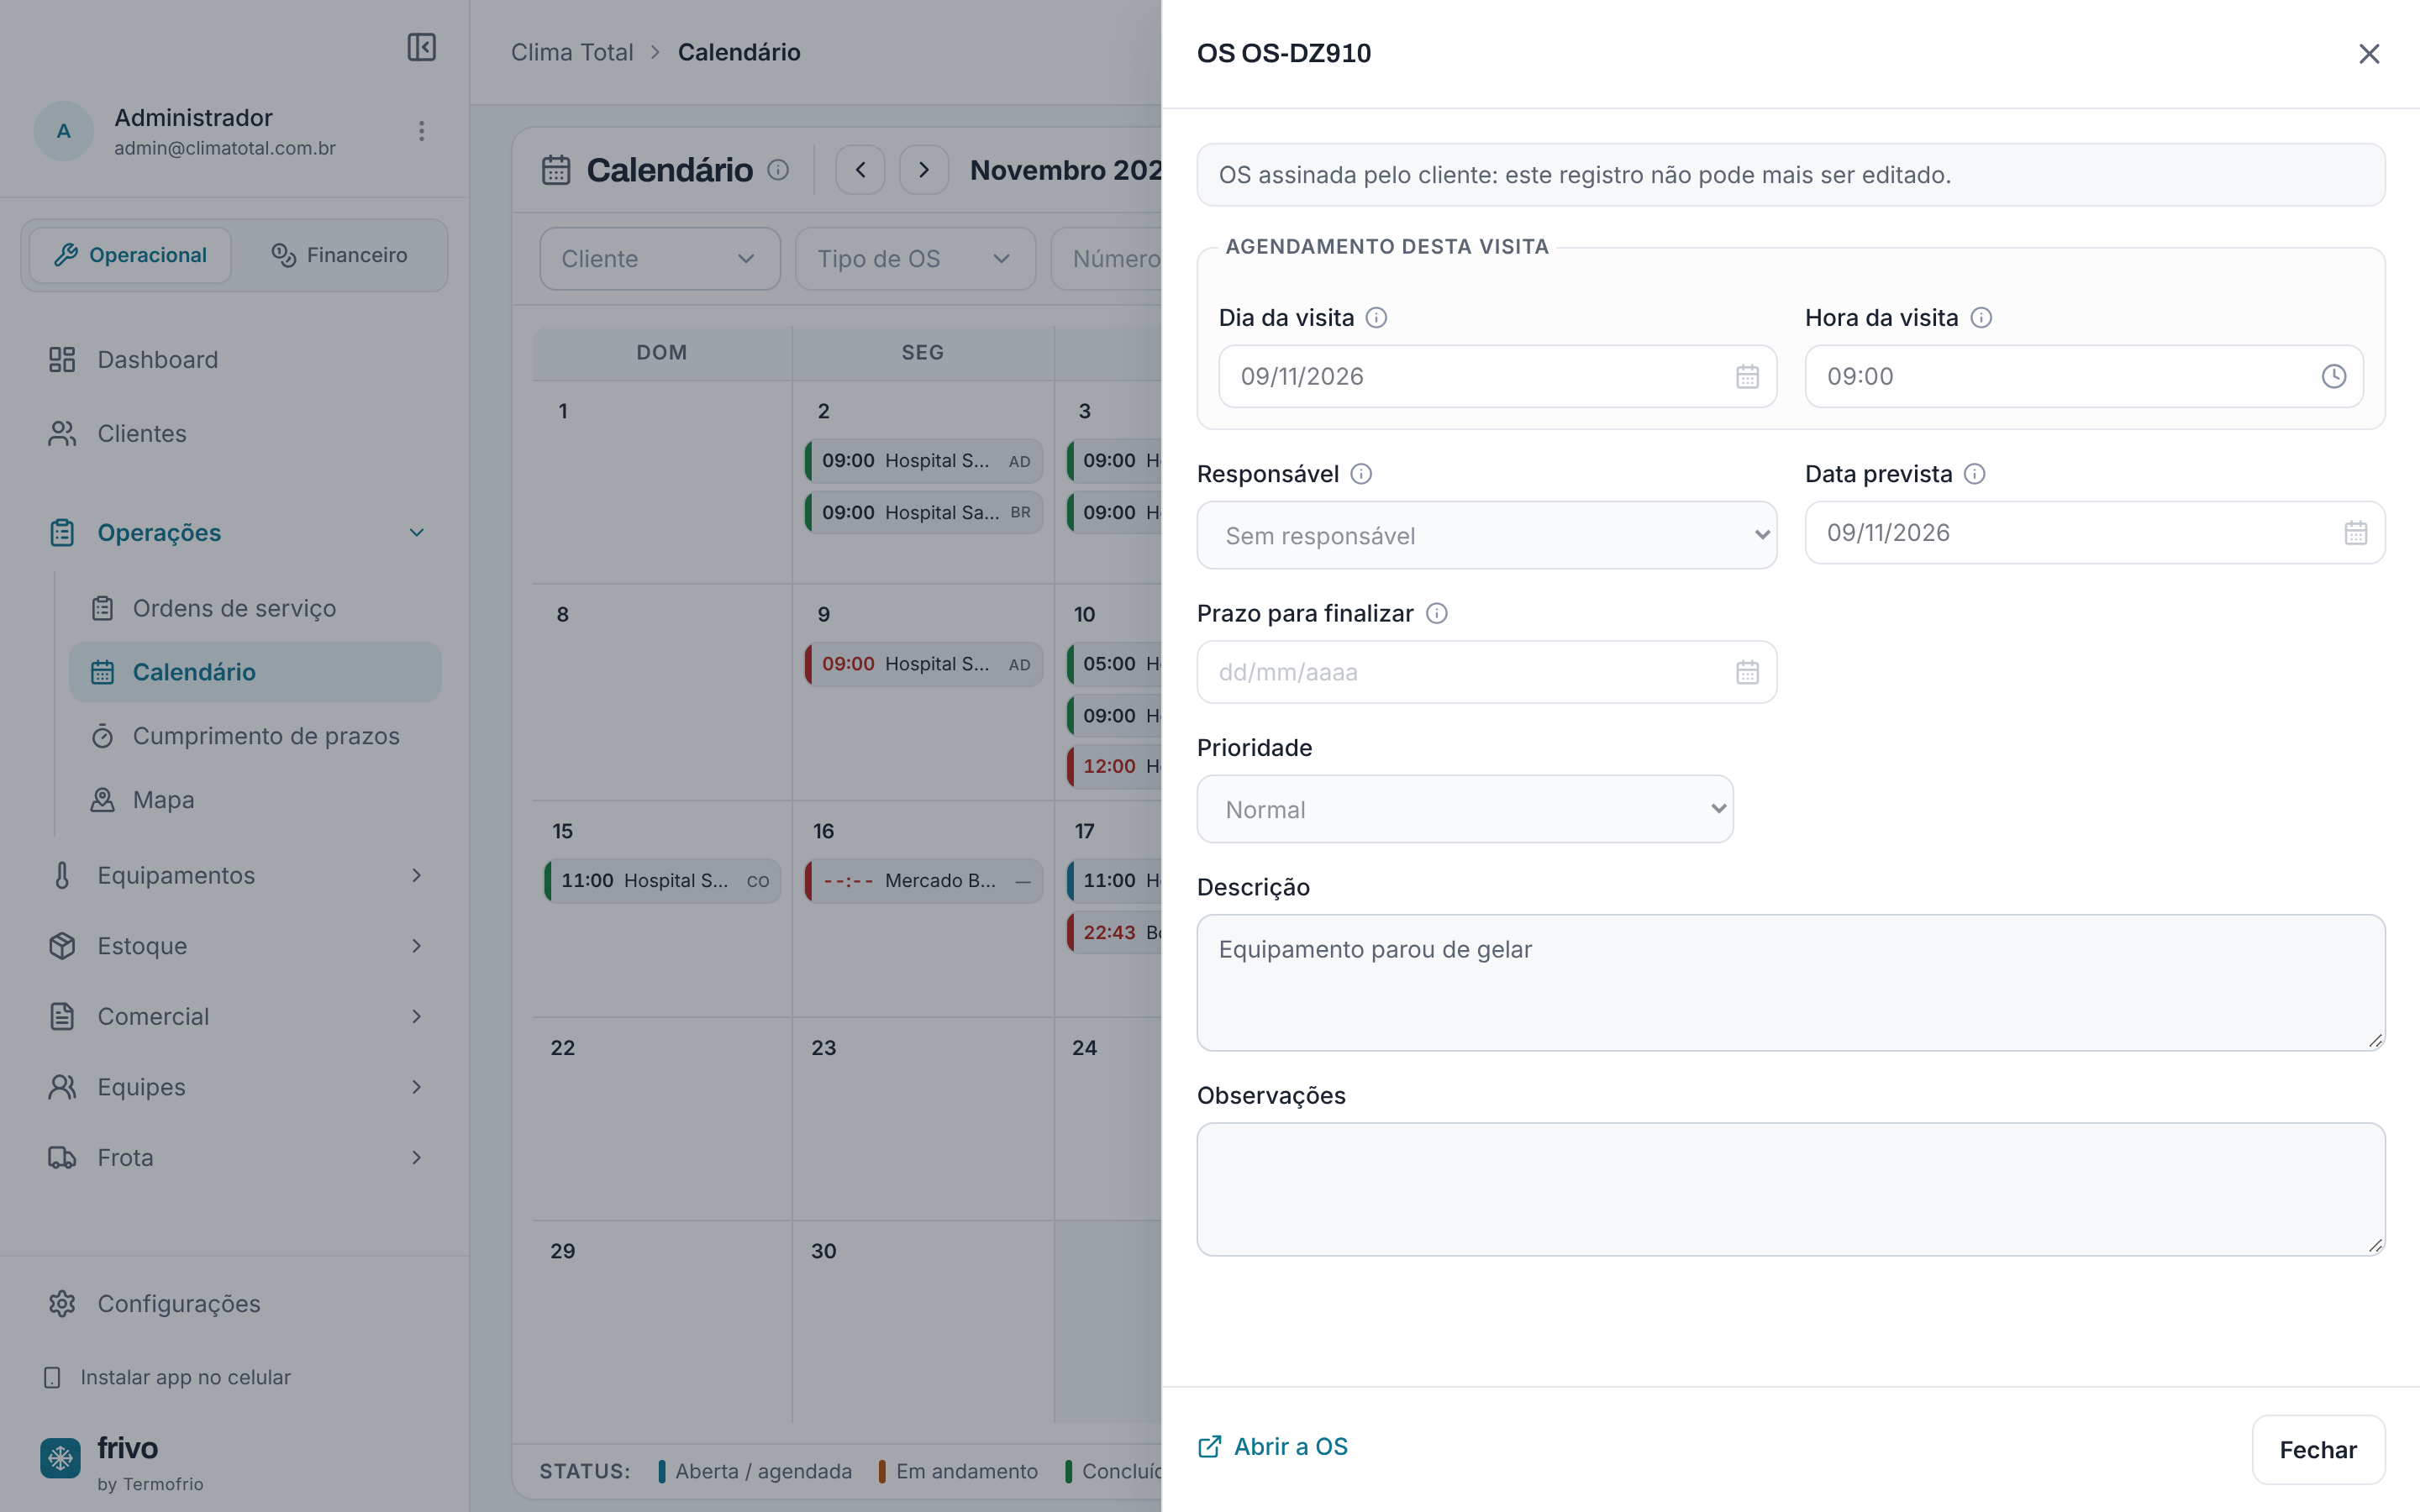 A
Administrador
admin@climatotal.com.br
Operacional
Financeiro
Dashboard
Clientes
Operações
Ordens de serviço
Calendário
Cumprimento de prazos
Mapa
Equipamentos
Estoque
Comercial
Equipes
Frota
Configurações
Instalar app no celular
frivo
by Termofrio
Clima Total > Calendário
Calendário
Novembro 202
Cliente
Tipo de OS
Número
DOM SEG
1 2 3
09:00 Hospital S... AD
09:00 Hospital Sa... BR
09:00 H
09:00 H
8 9 10
09:00 Hospital S... AD
05:00 H
09:00 H
12:00 H
15 16 17
11:00 Hospital S... CO
--:-- Mercado B... —
11:00 H
22:43 B
22 23 24
29 30
STATUS: Aberta / agendada Em andamento Concluíd
OS OS-DZ910
OS assinada pelo cliente: este registro não pode mais ser editado.
AGENDAMENTO DESTA VISITA
Dia da visita
09/11/2026
Hora da visita
09:00
Responsável
Sem responsável
Data prevista
09/11/2026
Prazo para finalizar
dd/mm/aaaa
Prioridade
Normal
Descrição
Equipamento parou de gelar
Observações
Abrir a OS
Fechar